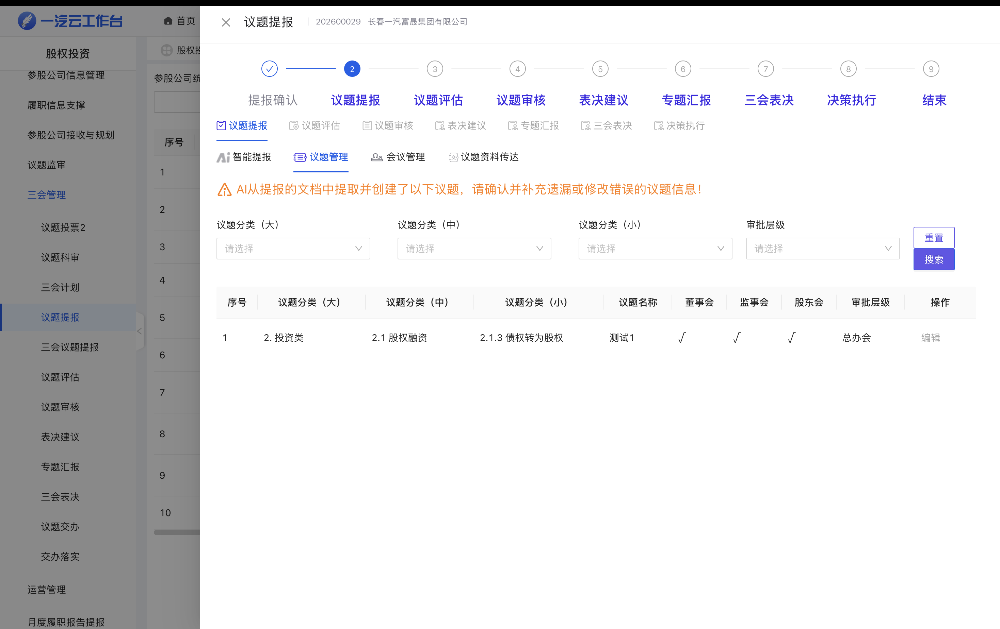 一汽云工作台
首页
股权投资
参股公司信息管理
履职信息支撑
参股公司接收与规划
议题监审
三会管理
议题投票2
议题科审
三会计划
议题提报
三会议题提报
议题评估
议题审核
表决建议
专题汇报
三会表决
议题交办
交办落实
运营管理
月度履职报告提报
股权投
参股公司统
序号
1
2
3
4
5
6
7
8
9
10
议题提报 | 202600029 长春一汽富晟集团有限公司
2 3 4 5 6 7 8 9
提报确认 议题提报 议题评估 议题审核 表决建议 专题汇报 三会表决 决策执行 结束
议题提报 议题评估 议题审核 表决建议 专题汇报 三会表决 决策执行
Ai 智能提报 议题管理 会议管理 议题资料传达
AI从提报的文档中提取并创建了以下议题，请确认并补充遗漏或修改错误的议题信息！
议题分类（大） 议题分类（中） 议题分类（小） 审批层级
请选择 请选择 请选择 请选择
重置
搜索
序号 议题分类（大） 议题分类（中） 议题分类（小） 议题名称 董事会 监事会 股东会 审批层级 操作
1 2. 投资类 2.1 股权融资 2.1.3 债权转为股权 测试1 √ √ √ 总办会 编辑